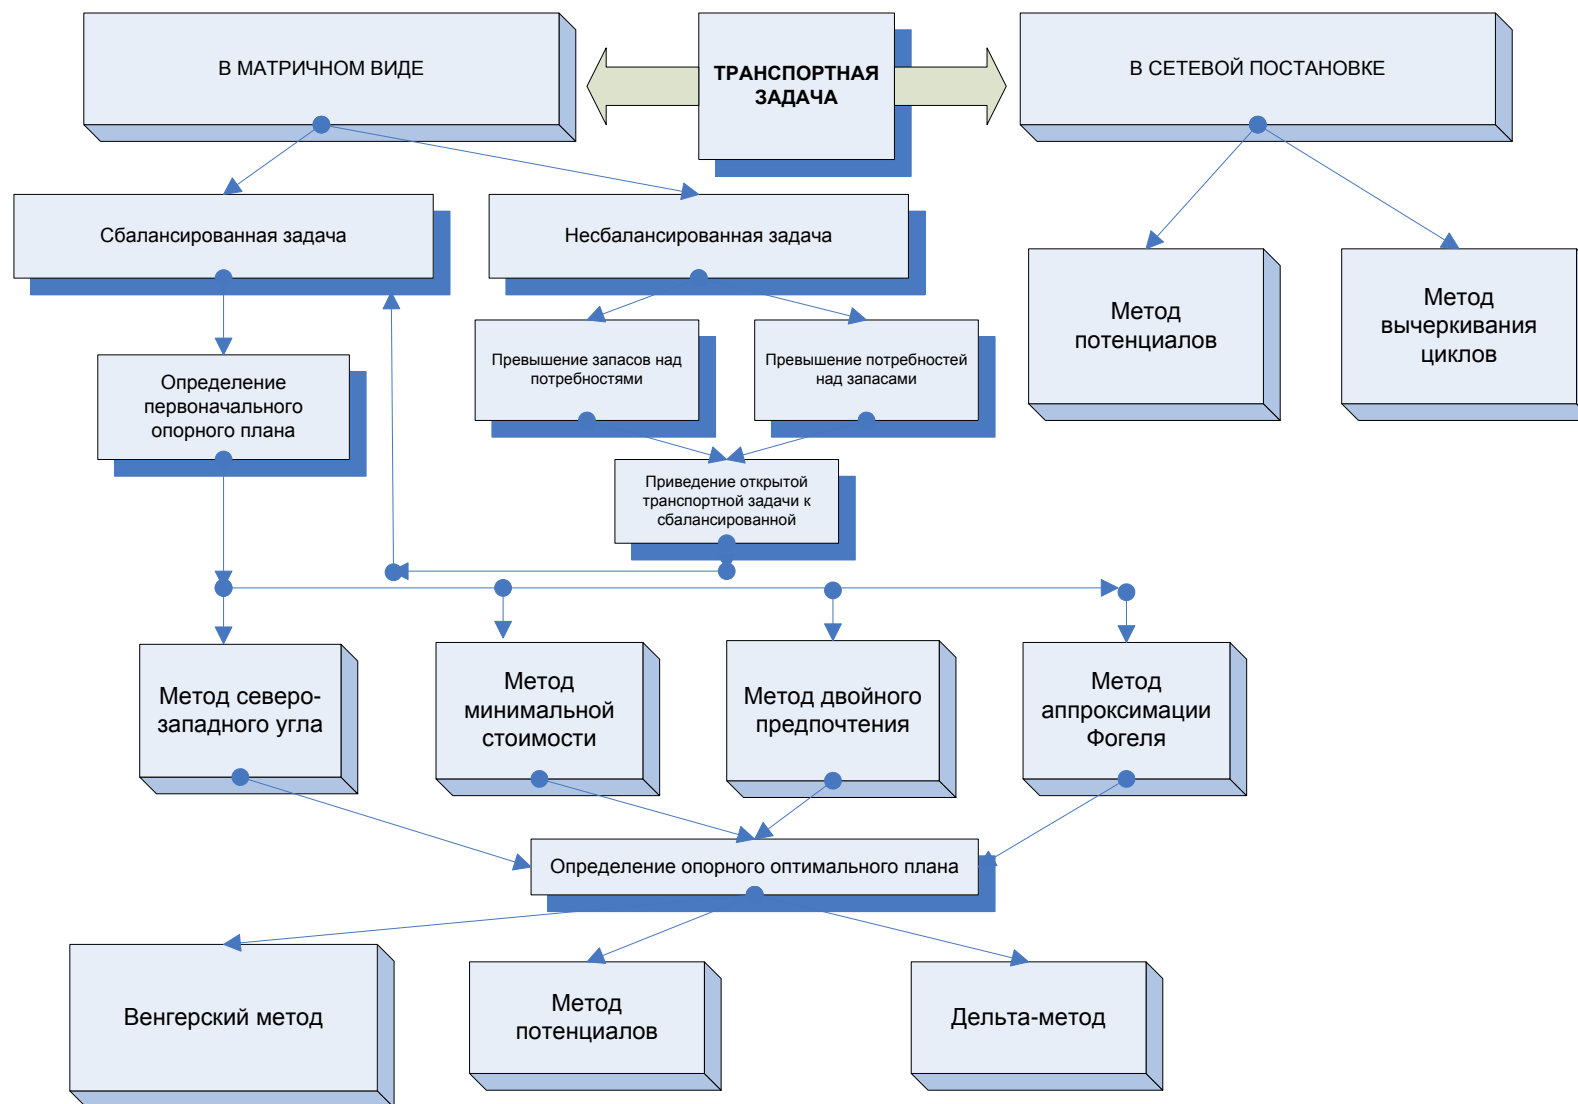 В МАТРИЧНОМ ВИДЕ
ТРАНСПОРТНАЯ
ЗАДАЧА
В СЕТЕВОЙ ПОСТАНОВКЕ
Сбалансированная задача
Несбалансированная задача
Метод
потенциалов
Метод
вычеркивания
циклов
Превышение запасов над
потребностями
Превышение потребностей
над запасами
Определение
первоначального
опорного плана
Приведение открытой
транспортной задачи к
сбалансированной
Метод северо-
западного угла
Метод
минимальной
стоимости
Метод двойного
предпочтения
Метод
аппроксимации
Фогеля
Определение опорного оптимального плана
Венгерский метод
Метод
потенциалов
Дельта-метод